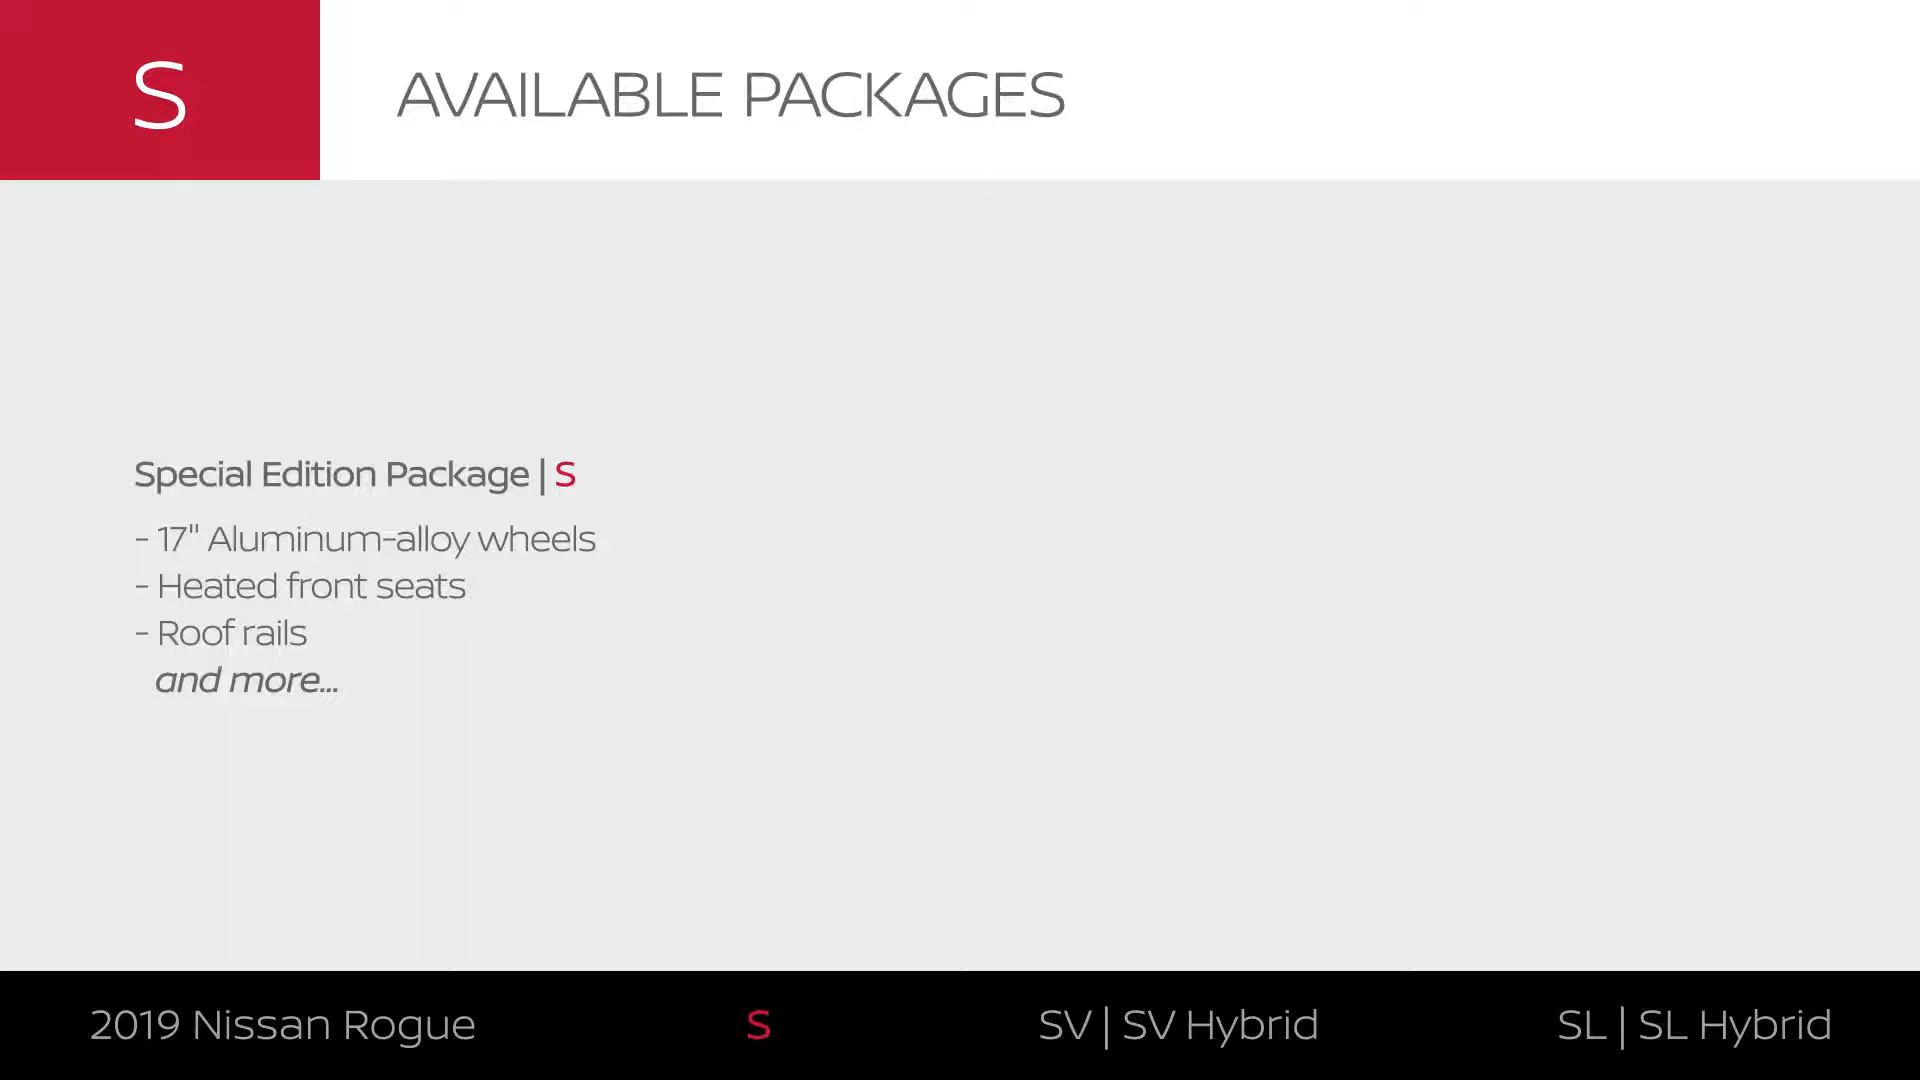 S
AVAILABLE PACKAGES
Special Edition Package | S
- 17" Aluminum-alloy wheels
- Heated front seats
- Roof rails
and more...
2019 Nissan Rogue
S
SV | SV Hybrid
SL | SL Hybrid